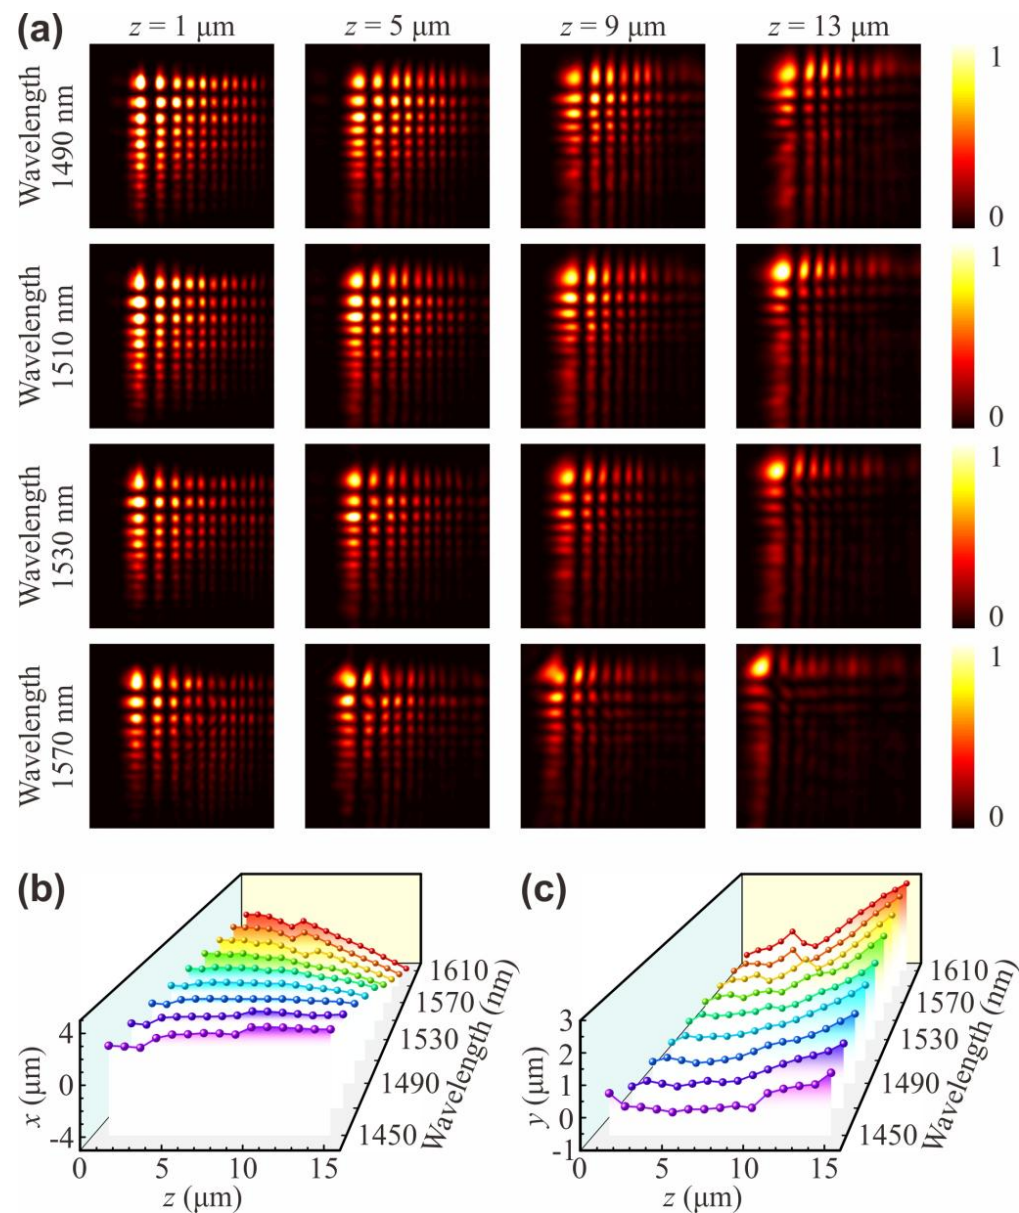 (a)
z = 1 μm
z = 5 μm
z = 9 μm
z = 13 μm
Wavelength
1490 nm
1
0
Wavelength
1510 nm
1
0
Wavelength
1530 nm
1
0
Wavelength
1570 nm
1
0
(b)
4
0
-4
x (μm)
0
5
10
15
z (μm)
1450
1490
1530
1570
1610
Wavelength (nm)
(c)
3
2
1
0
-1
y (μm)
0
5
10
15
z (μm)
1450
1490
1530
1570
1610
Wavelength (nm)